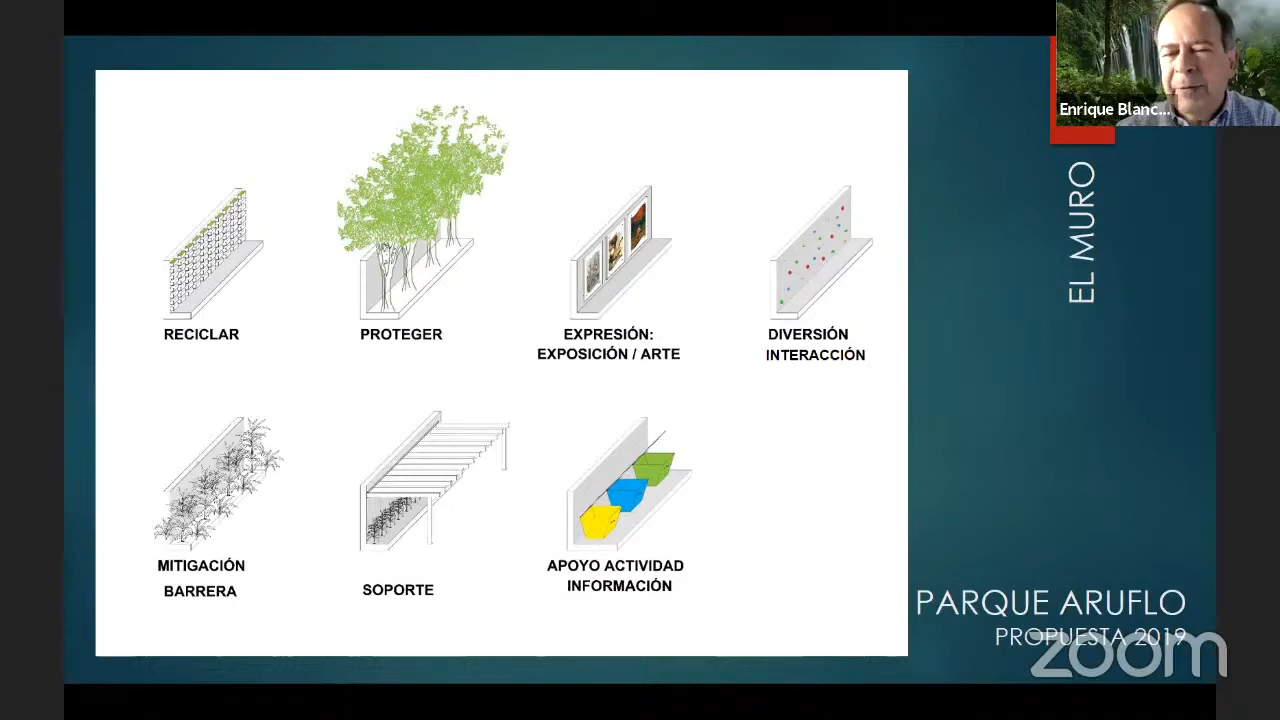 Enrique Blanc...
EL MURO
RECICLAR
PROTEGER
EXPRESIÓN:
EXPOSICIÓN / ARTE
DIVERSIÓN
INTERACCIÓN
MITIGACIÓN
BARRERA
SOPORTE
APOYO ACTIVIDAD
INFORMACIÓN
PARQUE ARUFLO
PROPUESTA 2019
zoom